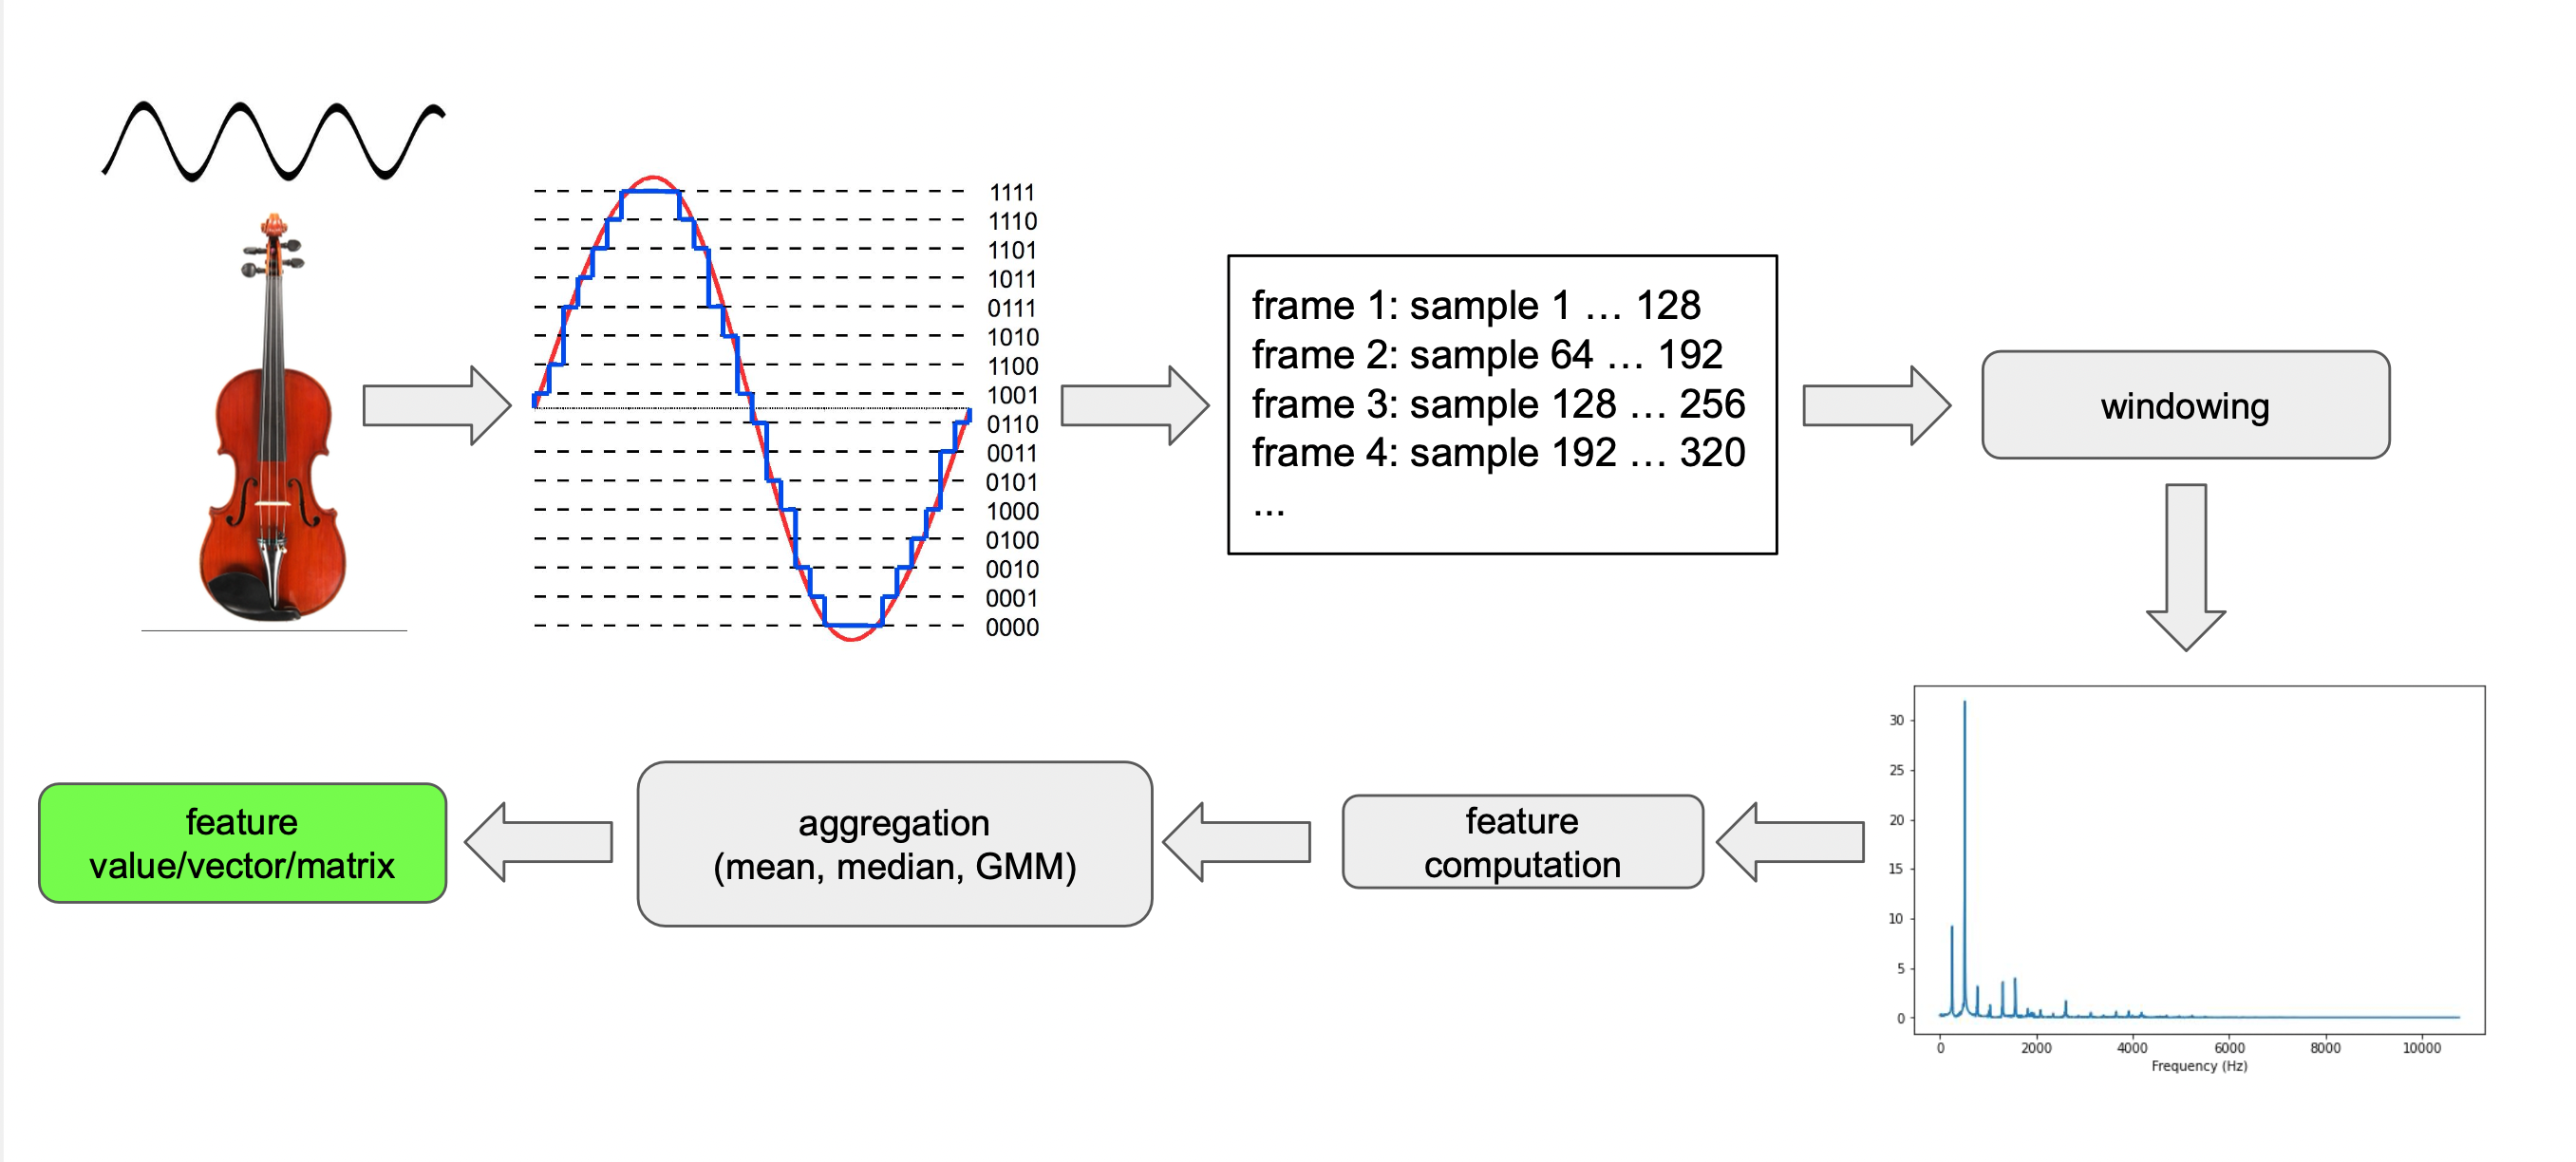 1111
1110
1101
1011
0111
1010
1100
1001
0110
0011
0101
1000
0100
0010
0001
0000
frame 1: sample 1 … 128
frame 2: sample 64 … 192
frame 3: sample 128 … 256
frame 4: sample 192 … 320
...
windowing
30
25
20
15
10
5
0
0 2000 4000 6000 8000 10000
Frequency (Hz)
feature
computation
aggregation
(mean, median, GMM)
feature
value/vector/matrix